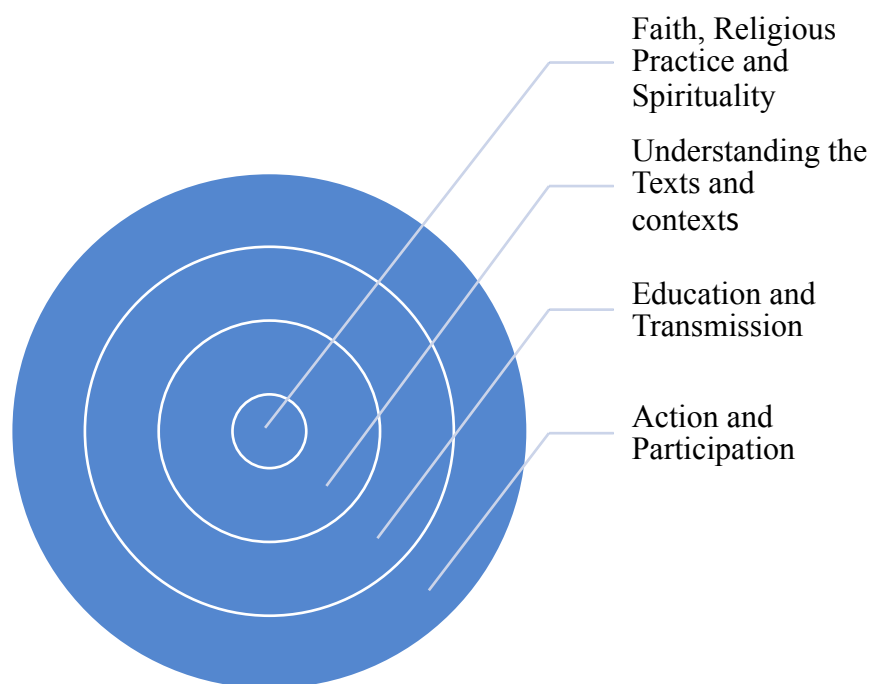 Faith, Religious
Practice and
Spirituality
Understanding the
Texts and
contexts
Education and
Transmission
Action and
Participation